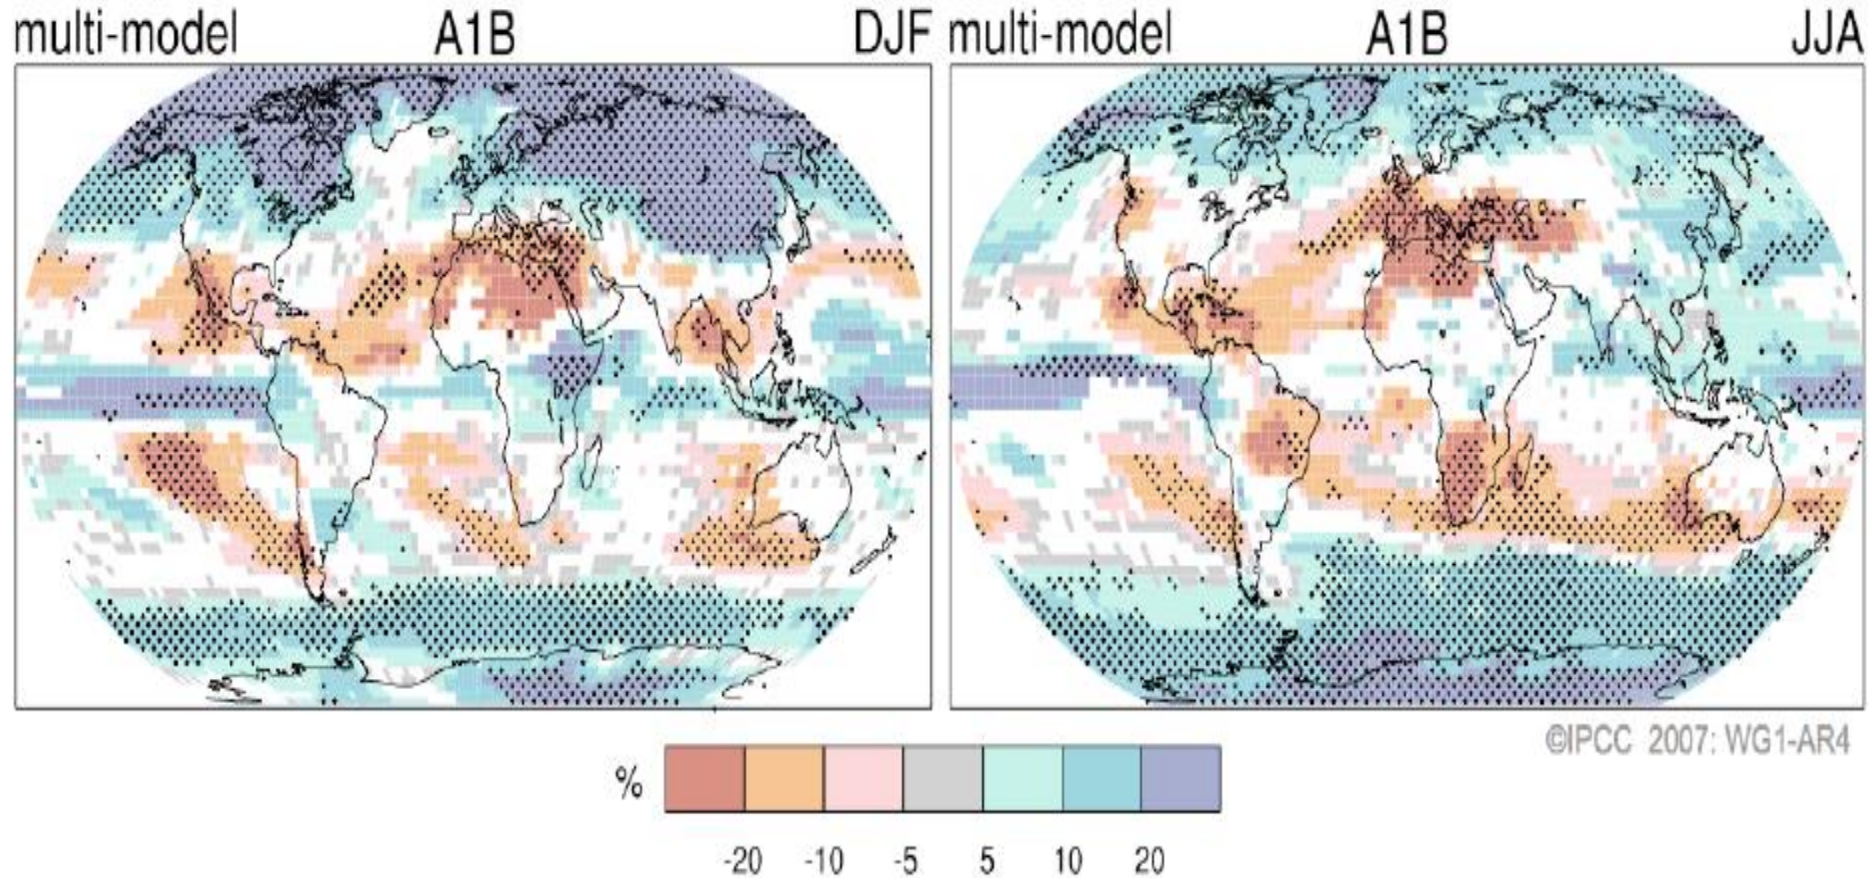 multi-model A1B DJF
multi-model A1B JJA
©IPCC 2007: WG1-AR4
%
-20 -10 -5 5 10 20